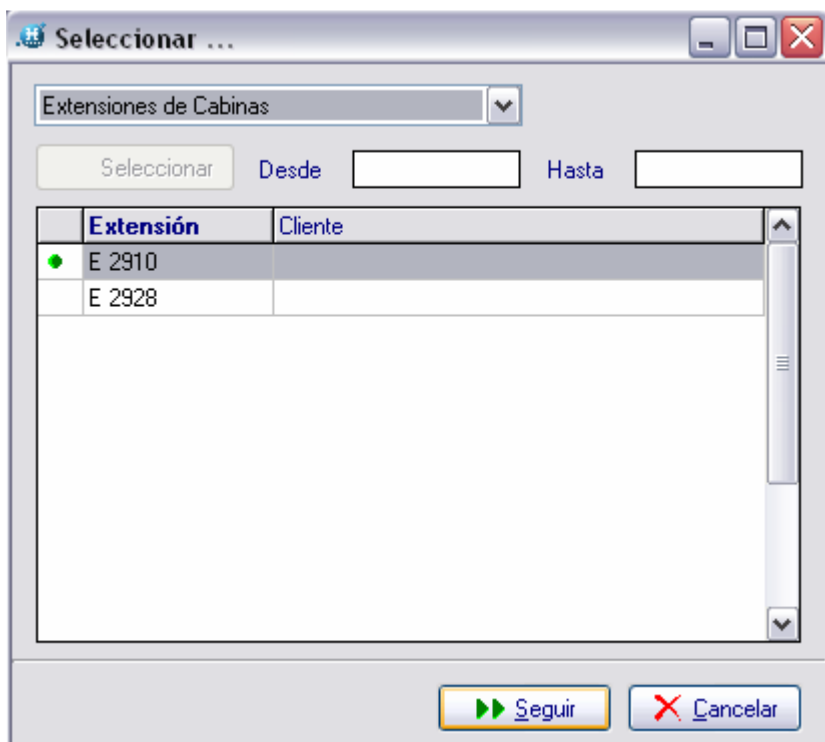 Seleccionar ...
Extensiones de Cabinas
Seleccionar Desde Hasta
Extensión Cliente
E 2910
E 2928
Seguir Cancelar